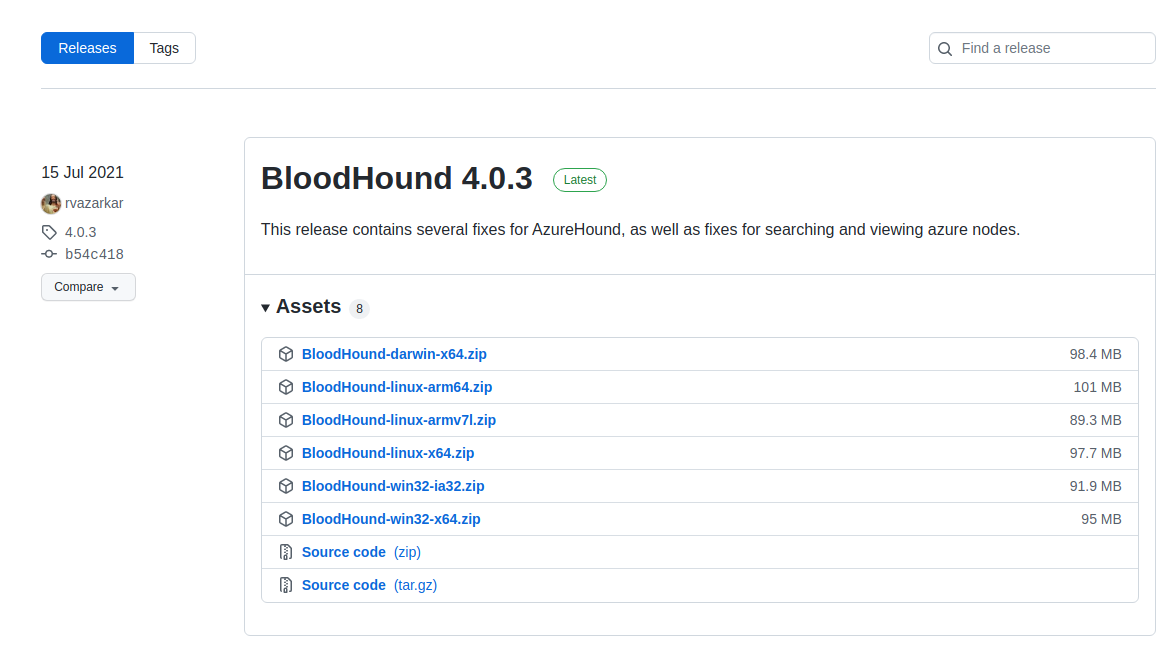 Releases Tags
Find a release
15 Jul 2021
rvazarkar
4.0.3
b54c418
Compare
BloodHound 4.0.3 Latest
This release contains several fixes for AzureHound, as well as fixes for searching and viewing azure nodes.
Assets 8
BloodHound-darwin-x64.zip 98.4 MB
BloodHound-linux-arm64.zip 101 MB
BloodHound-linux-armv7l.zip 89.3 MB
BloodHound-linux-x64.zip 97.7 MB
BloodHound-win32-ia32.zip 91.9 MB
BloodHound-win32-x64.zip 95 MB
Source code (zip)
Source code (tar.gz)